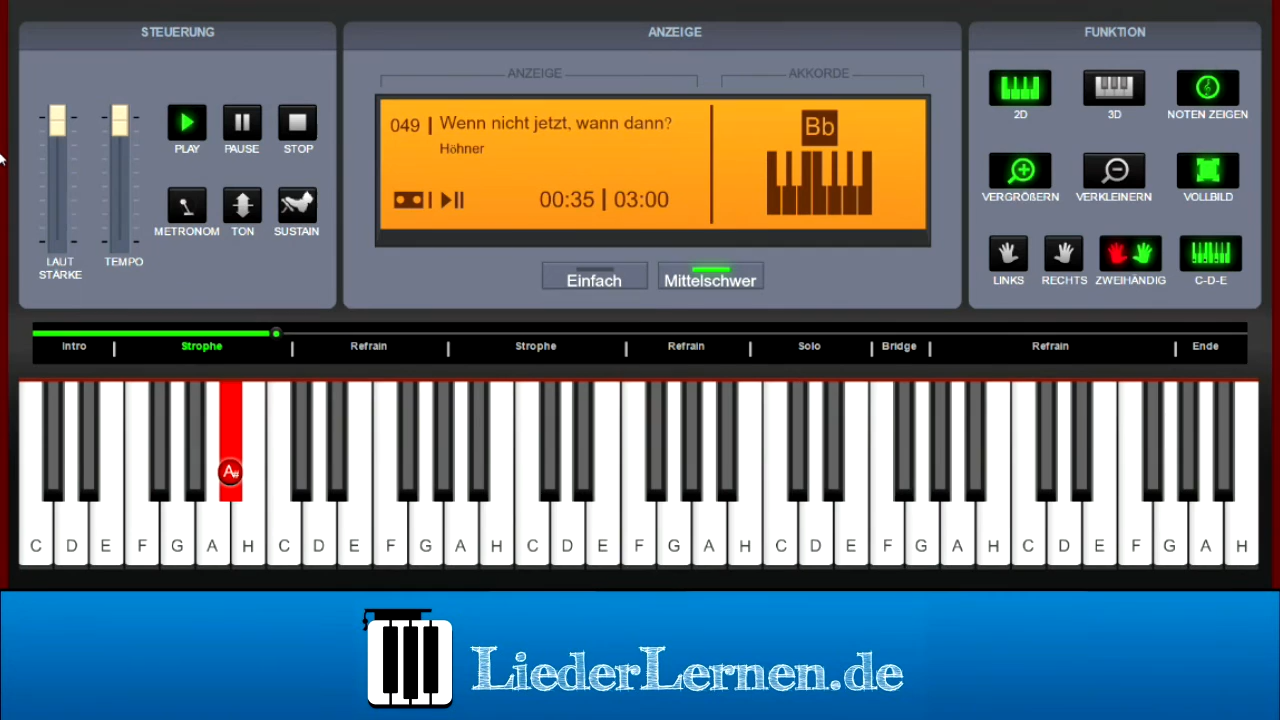 STEUERUNG
ANZEIGE
FUNKTION
ANZEIGE
AKKORDE
049 | Wenn nicht jetzt, wann dann?
Höhner
00:35 | 03:00
Bb
PLAY PAUSE STOP
METRONOM TON SUSTAIN
LAUT
STÄRKE
TEMPO
Einfach Mittelschwer
2D 3D NOTEN ZEIGEN
VERGRÖßERN VERKLEINERN VOLLBILD
LINKS RECHTS ZWEIHÄNDIG C-D-E
Intro | Strophe | Refrain | Strophe | Refrain | Solo | Bridge | Refrain | Ende
A#
C D E F G A H C D E F G A H C D E F G A H C D E F G A H C D E F G A H
LiederLernen.de